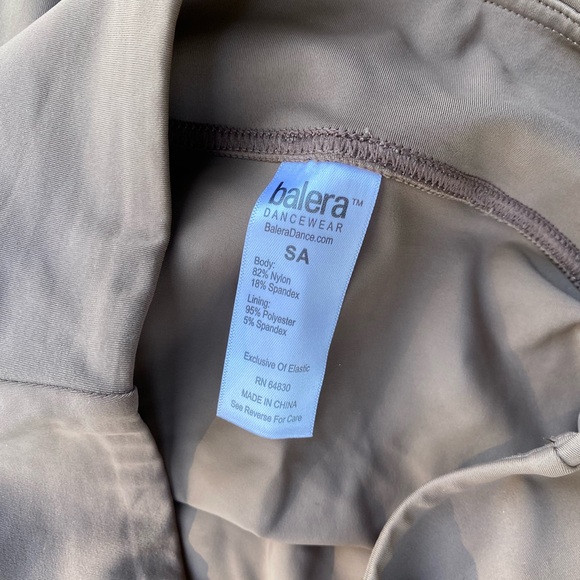 balera™
DANCEWEAR
BaleraDance.com
SA
Body:
82% Nylon
18% Spandex
Lining:
95% Polyester
5% Spandex
Exclusive Of Elastic
RN 64830
MADE IN CHINA
See Reverse For Care